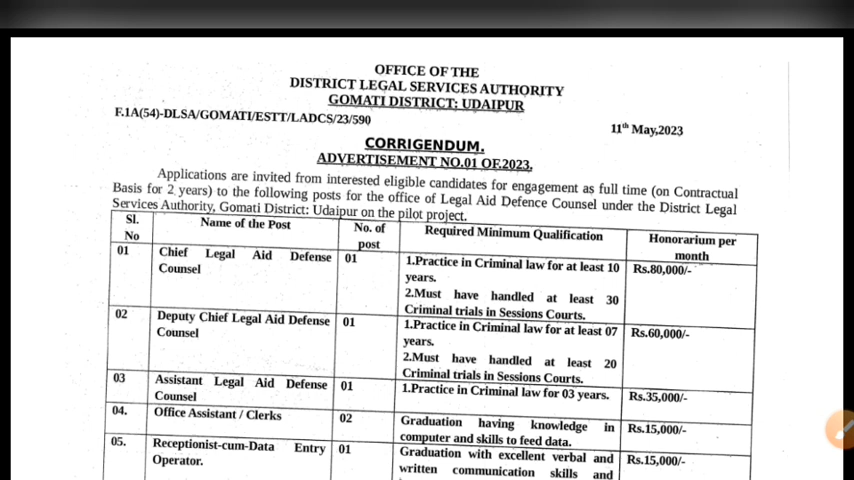 OFFICE OF THE
DISTRICT LEGAL SERVICES AUTHORITY
GOMATI DISTRICT: UDAIPUR
F.1A(54)-DLSA/GOMATI/ESTT/LADCS/23/590
11th May,2023
CORRIGENDUM.
ADVERTISEMENT NO.01 OF.2023.
Applications are invited from interested eligible candidates for engagement as full time (on Contractual
Basis for 2 years) to the following posts for the office of Legal Aid Defence Counsel under the District Legal
Services Authority, Gomati District: Udaipur on the pilot project.
Sl. No | Name of the Post | No. of post | Required Minimum Qualification | Honorarium per month
01 | Chief Legal Aid Defense Counsel | 01 | 1.Practice in Criminal law for at least 10 years. 2.Must have handled at least 30 Criminal trials in Sessions Courts. | Rs.80,000/-
02 | Deputy Chief Legal Aid Defense Counsel | 01 | 1.Practice in Criminal law for at least 07 years. 2.Must have handled at least 20 Criminal trials in Sessions Courts. | Rs.60,000/-
03 | Assistant Legal Aid Defense Counsel | 01 | 1.Practice in Criminal law for 03 years. | Rs.35,000/-
04. | Office Assistant / Clerks | 02 | Graduation having knowledge in computer and skills to feed data. | Rs.15,000/-
05. | Receptionist-cum-Data Entry Operator. | 01 | Graduation with excellent verbal and written communication skills and | Rs.15,000/-